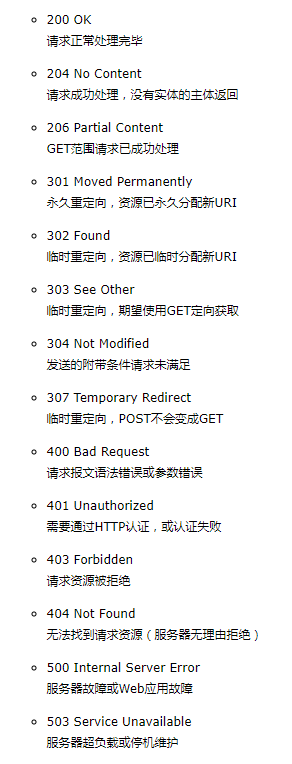 200 OK
请求正常处理完毕
204 No Content
请求成功处理，没有实体的主体返回
206 Partial Content
GET范围请求已成功处理
301 Moved Permanently
永久重定向，资源已永久分配新URI
302 Found
临时重定向，资源已临时分配新URI
303 See Other
临时重定向，期望使用GET定向获取
304 Not Modified
发送的附带条件请求未满足
307 Temporary Redirect
临时重定向，POST不会变成GET
400 Bad Request
请求报文语法错误或参数错误
401 Unauthorized
需要通过HTTP认证，或认证失败
403 Forbidden
请求资源被拒绝
404 Not Found
无法找到请求资源（服务器无理由拒绝）
500 Internal Server Error
服务器故障或Web应用故障
503 Service Unavailable
服务器超负载或停机维护